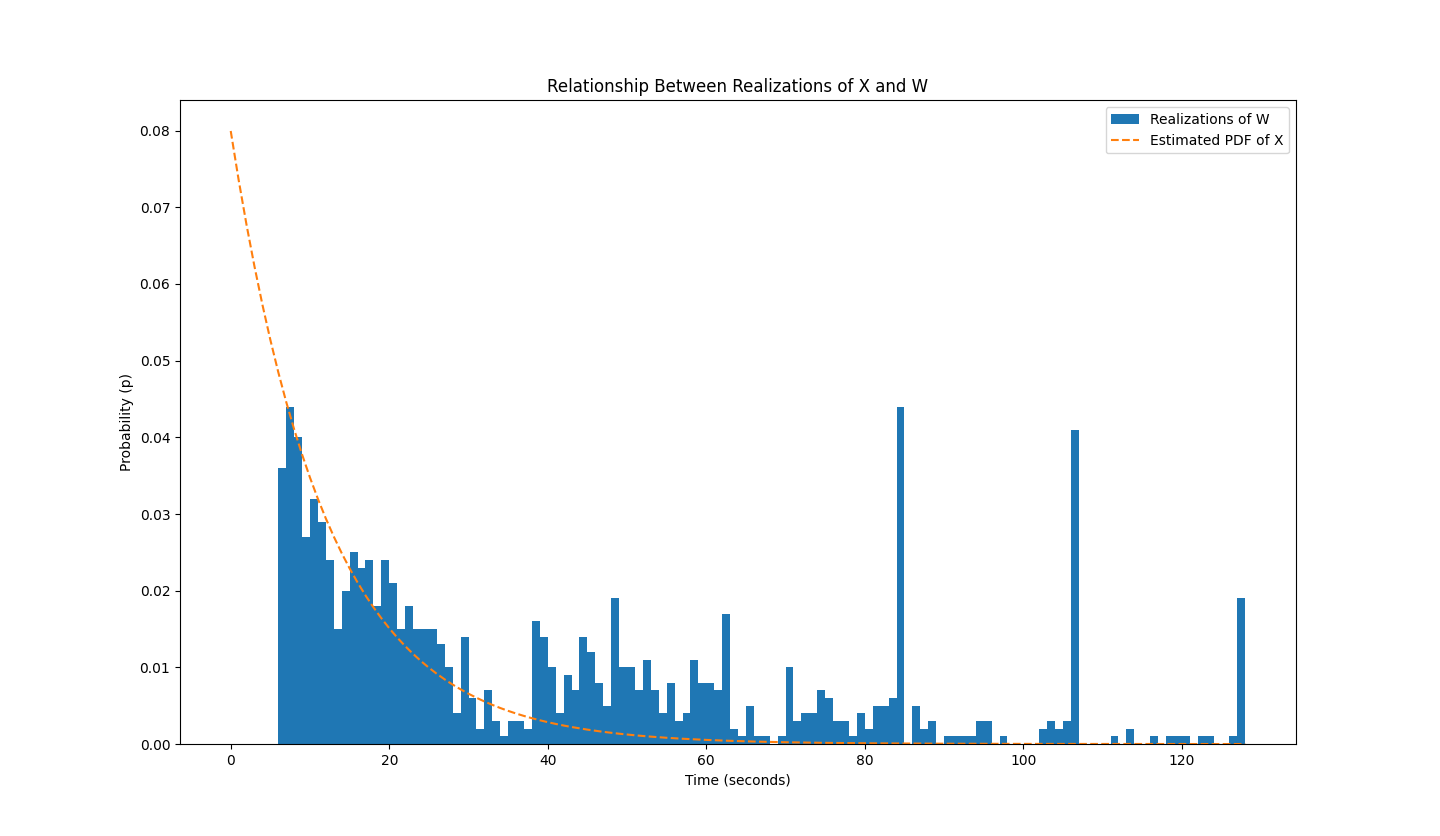 Relationship Between Realizations of X and W
Realizations of W
Estimated PDF of X
0.08
0.07
0.06
0.05
0.04
0.03
0.02
0.01
0.00
Probability (p)
0 20 40 60 80 100 120
Time (seconds)